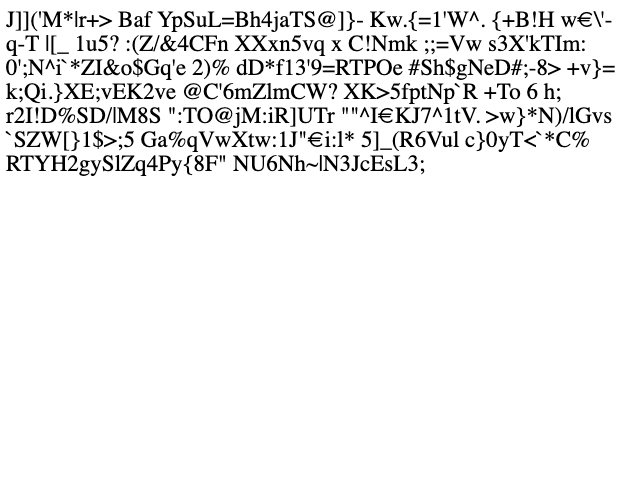 J]]('M*|r+> Baf YpSuL=Bh4jaTS@]}- Kw.{=1'W^. {+B!H w€\'-
q-T |[_ 1u5? :(Z/&4CFn XXxn5vq x C!Nmk ;;=Vw s3X'kTIm:
0';N^i`*ZI&o$Gq'e 2)% dD*f13'9=RTPOe #Sh$gNeD#;-8> +v}=
k;Qi.}XE;vEK2ve @C'6mZlmCW? XK>5fptNp`R +To 6 h;
r2I!D%SD/|M8S ":TO@jM:iR]UTr ""^I€KJ7^1tV. >w}*N)/lGvs
`SZW[}1$>;5 Ga%qVwXtw:1J"€i:l* 5]_(R6Vul c}0yT<`*C%
RTYH2gySlZq4Py{8F" NU6Nh~|N3JcEsL3;